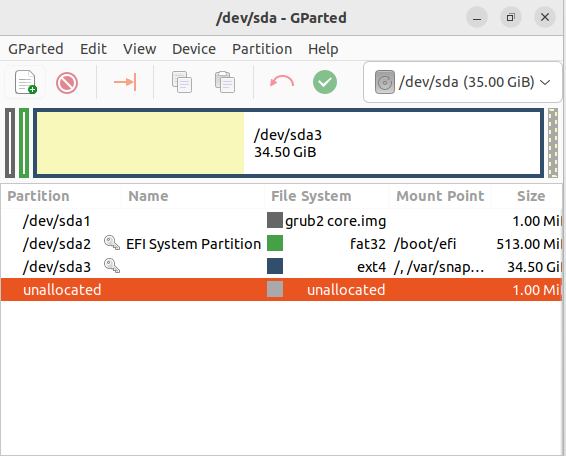 /dev/sda - GParted
GParted Edit View Device Partition Help
/dev/sda (35.00 GiB)
/dev/sda3
34.50 GiB
Partition Name File System Mount Point Size
/dev/sda1 grub2 core.img 1.00 Mi
/dev/sda2 EFI System Partition fat32 /boot/efi 513.00 Mi
/dev/sda3 ext4 /, /var/snap... 34.50 Gi
unallocated unallocated 1.00 Mi